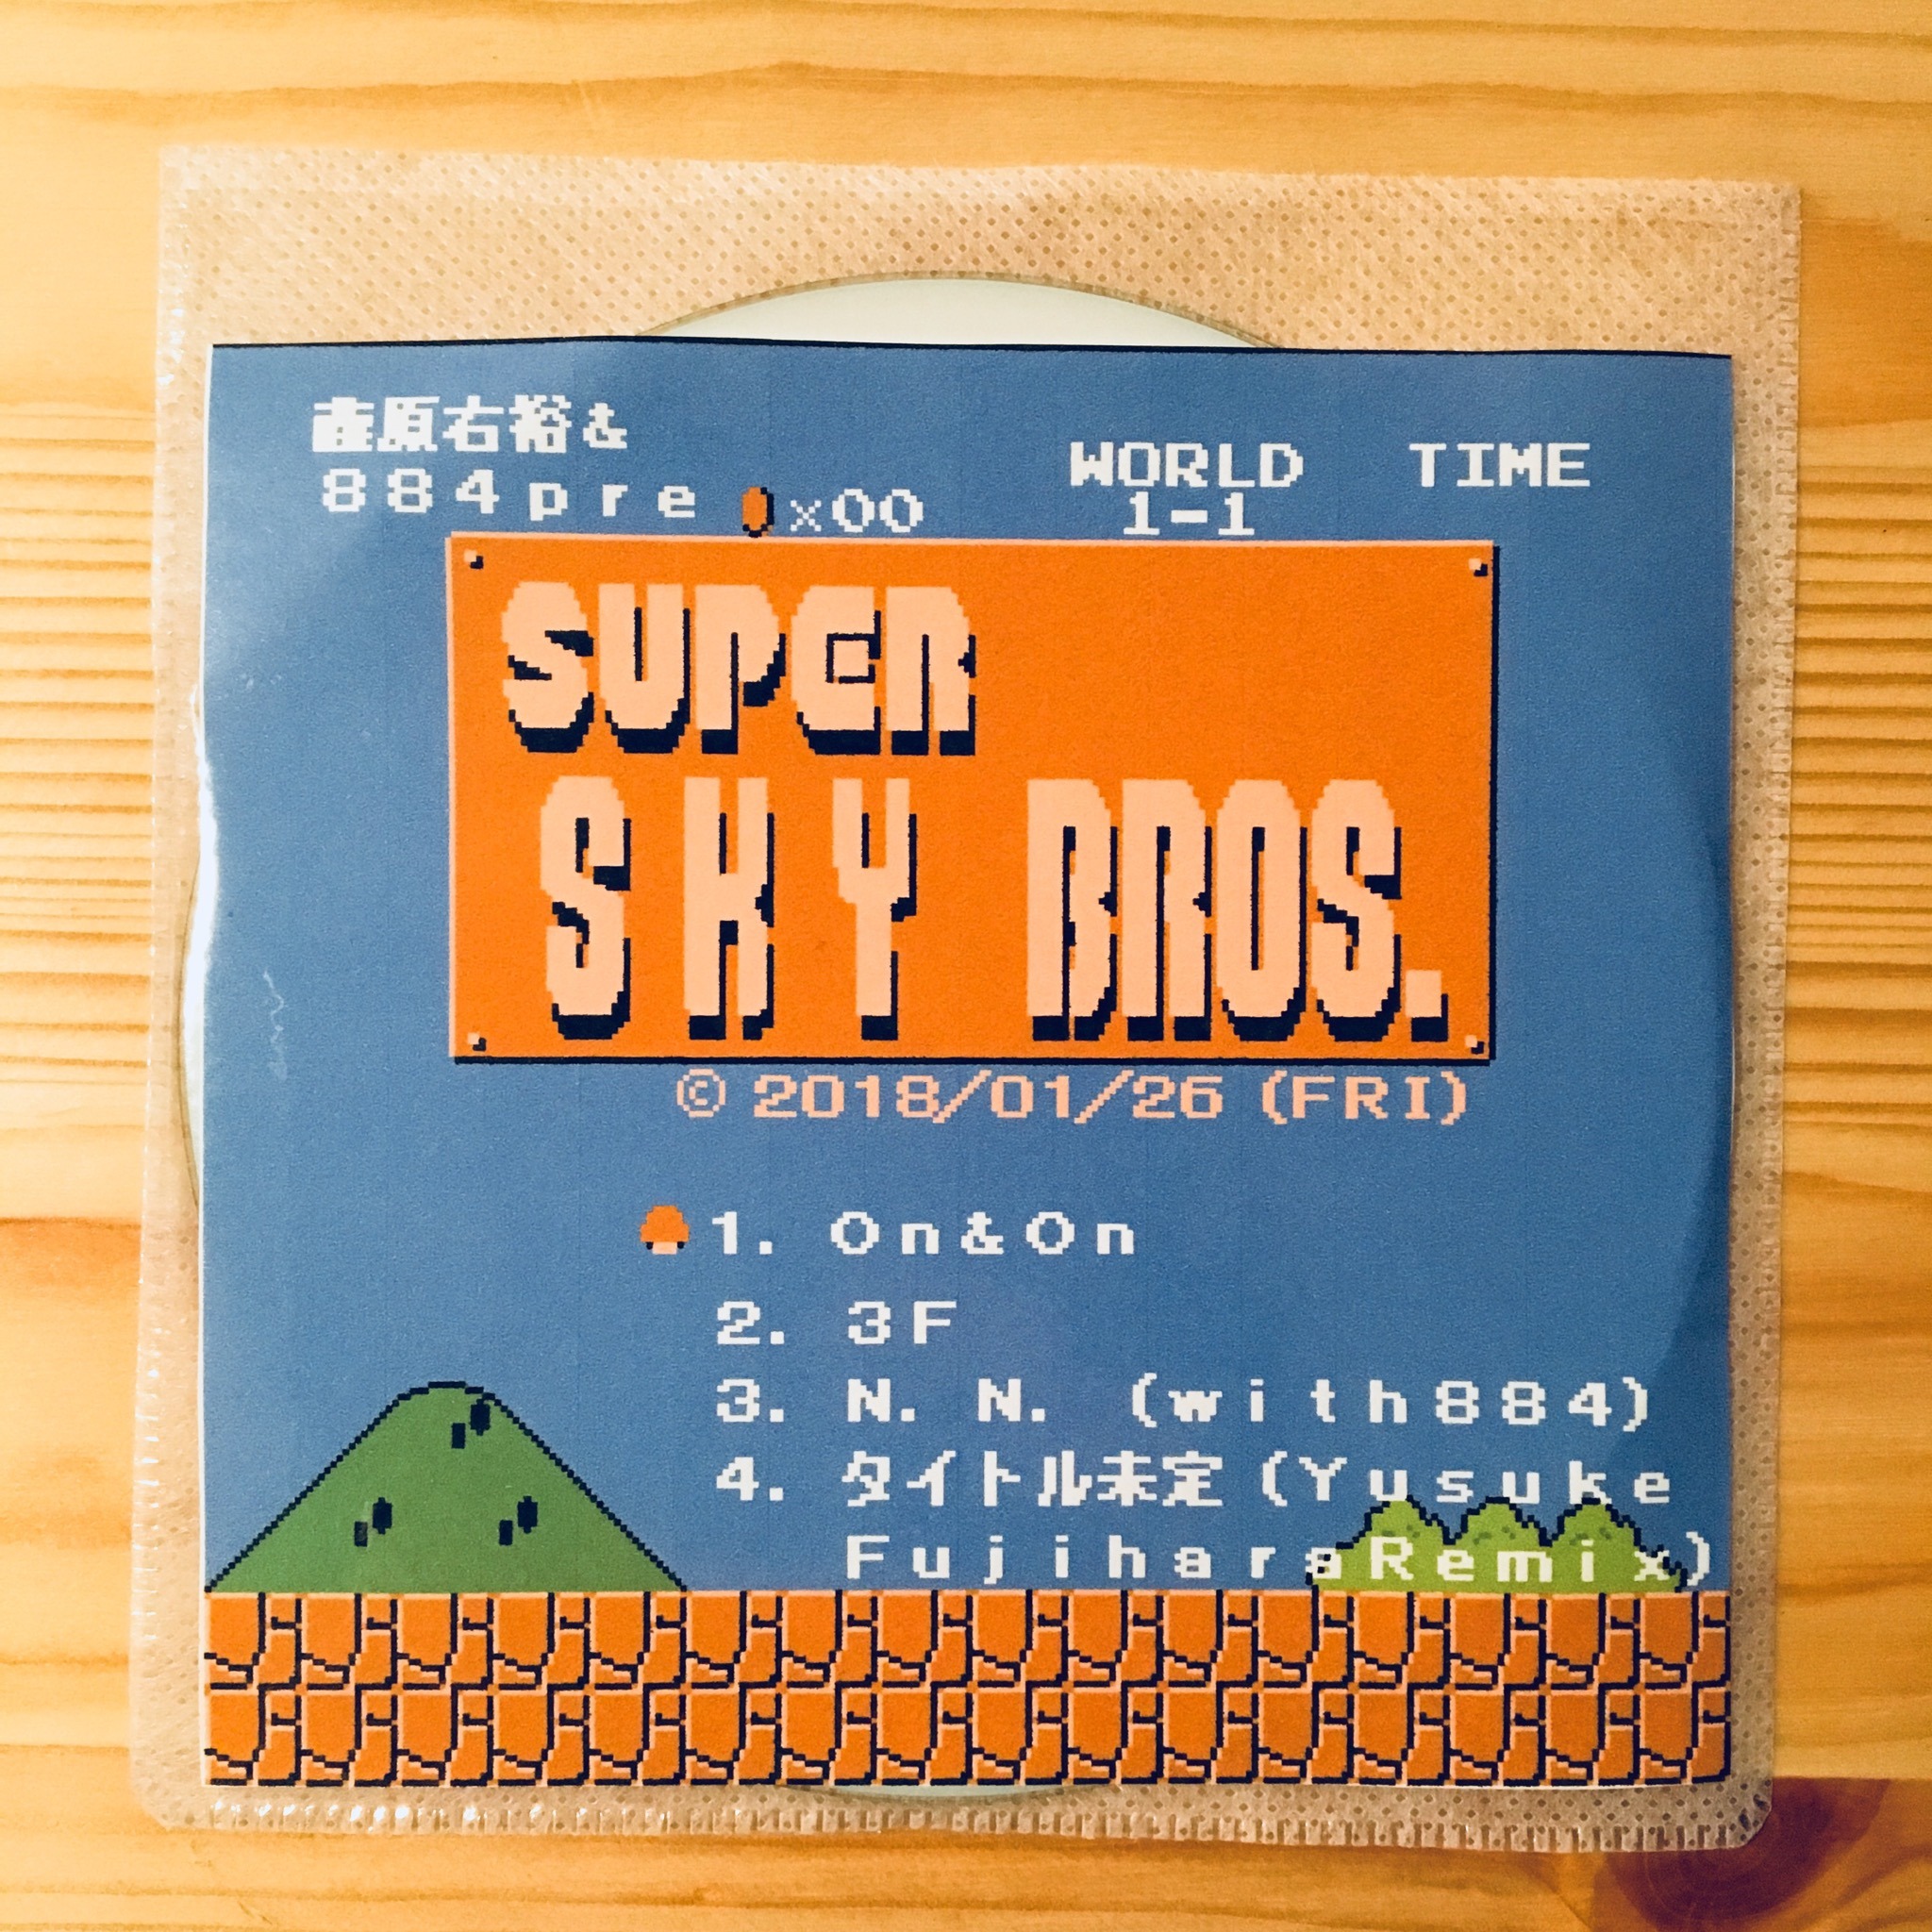 藤原右裕&
884pre ×00
WORLD TIME
1-1
SUPER
SKY BROS.
© 2018/01/26 (FRI)
1. On&On
2. 3F
3. N. N. (with884)
4. タイトル未定(Yusuke
FujiharaRemix)